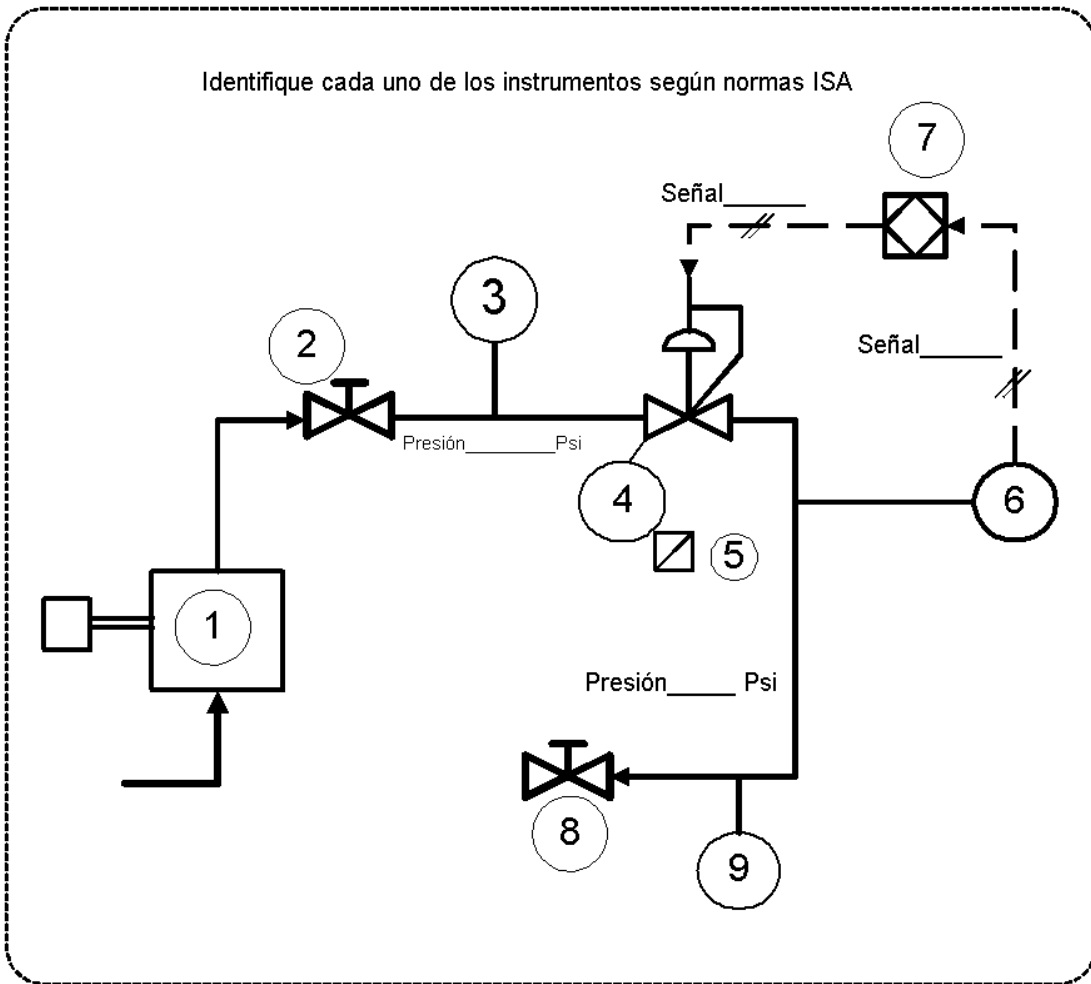 Identifique cada uno de los instrumentos según normas ISA
7
Señal______
3
2
Señal______
Presión________Psi
4
6
5
1
Presión_____ Psi
8
9